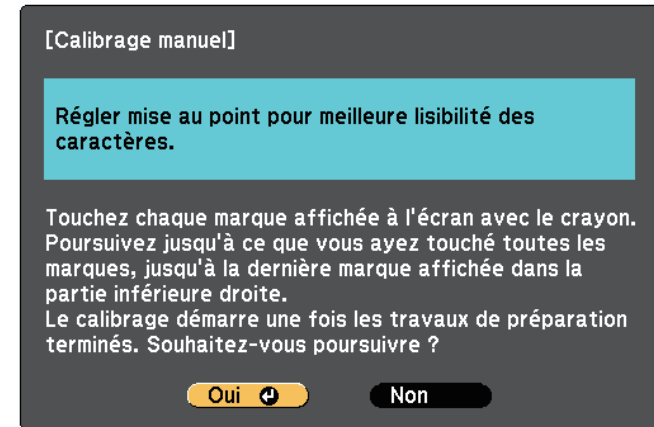 [Calibrage manuel]
Régler mise au point pour meilleure lisibilité des
caractères.
Touchez chaque marque affichée à l'écran avec le crayon.
Poursuivez jusqu'à ce que vous ayez touché toutes les
marques, jusqu'à la dernière marque affichée dans la
partie inférieure droite.
Le calibrage démarre une fois les travaux de préparation
terminés. Souhaitez-vous poursuivre ?
Oui Non